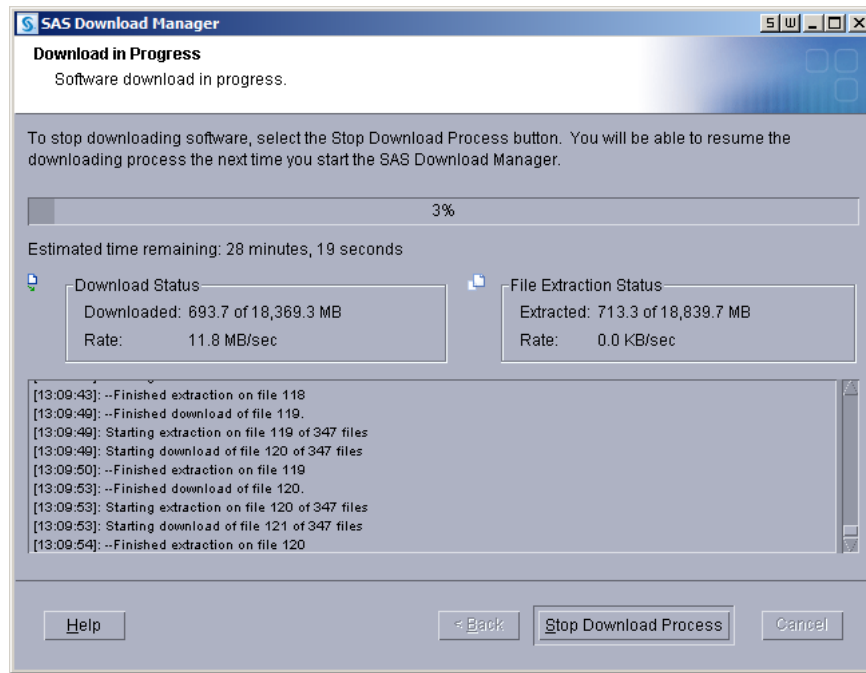 SAS Download Manager
Download in Progress
Software download in progress.
To stop downloading software, select the Stop Download Process button. You will be able to resume the
downloading process the next time you start the SAS Download Manager.
3%
Estimated time remaining: 28 minutes, 19 seconds
Download Status
Downloaded: 693.7 of 18,369.3 MB
Rate: 11.8 MB/sec
File Extraction Status
Extracted: 713.3 of 18,839.7 MB
Rate: 0.0 KB/sec
[13:09:43]: --Finished extraction on file 118
[13:09:49]: --Finished download of file 119.
[13:09:49]: Starting extraction on file 119 of 347 files
[13:09:49]: Starting download of file 120 of 347 files
[13:09:50]: --Finished extraction on file 119
[13:09:53]: --Finished download of file 120.
[13:09:53]: Starting extraction on file 120 of 347 files
[13:09:53]: Starting download of file 121 of 347 files
[13:09:54]: --Finished extraction on file 120
Help
< Back
Stop Download Process
Cancel